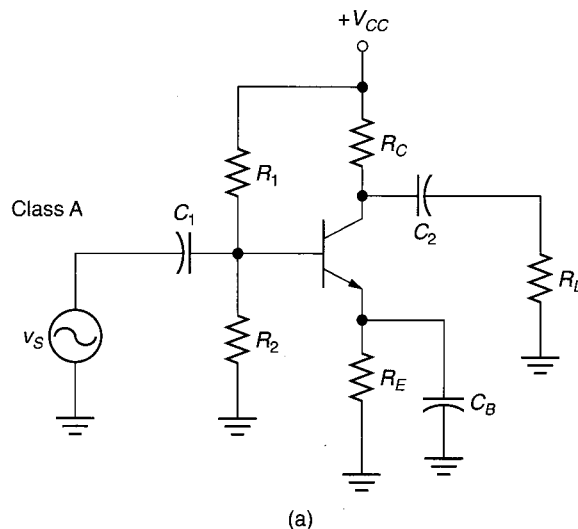 +V_CC
R_C
R_1
Class A
C_1
C_2
R_L
v_S
R_2
R_E
C_B
(a)